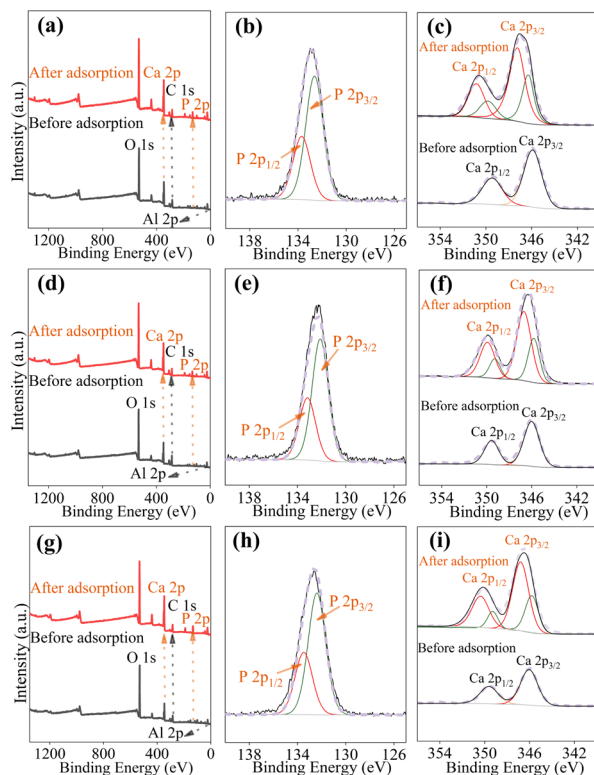 (a)
After adsorption
Ca 2p
C 1s
P 2p
Before adsorption
O 1s
Al 2p
Intensity (a.u.)
1200 800 400 0
Binding Energy (eV)
(b)
P 2p3/2
P 2p1/2
138 134 130 126
Binding Energy (eV)
(c)
After adsorption
Ca 2p3/2
Ca 2p1/2
Before adsorption
Ca 2p3/2
Ca 2p1/2
354 350 345 340
Binding Energy (eV)
(d)
After adsorption
Ca 2p
C 1s
P 2p
Before adsorption
O 1s
Al 2p
Intensity (a.u.)
1200 800 400 0
Binding Energy (eV)
(e)
P 2p3/2
P 2p1/2
138 134 130 126
Binding Energy (eV)
(f)
Ca 2p3/2
After adsorption
Ca 2p1/2
Before adsorption
Ca 2p3/2
Ca 2p1/2
354 350 345 340
Binding Energy (eV)
(g)
After adsorption
Ca 2p
C 1s
P 2p
Before adsorption
O 1s
Al 2p
Intensity (a.u.)
1200 800 400 0
Binding Energy (eV)
(h)
P 2p3/2
P 2p1/2
138 134 130 126
Binding Energy (eV)
(i)
Ca 2p3/2
After adsorption
Ca 2p1/2
Before adsorption
Ca 2p3/2
Ca 2p1/2
354 350 345 340
Binding Energy (eV)